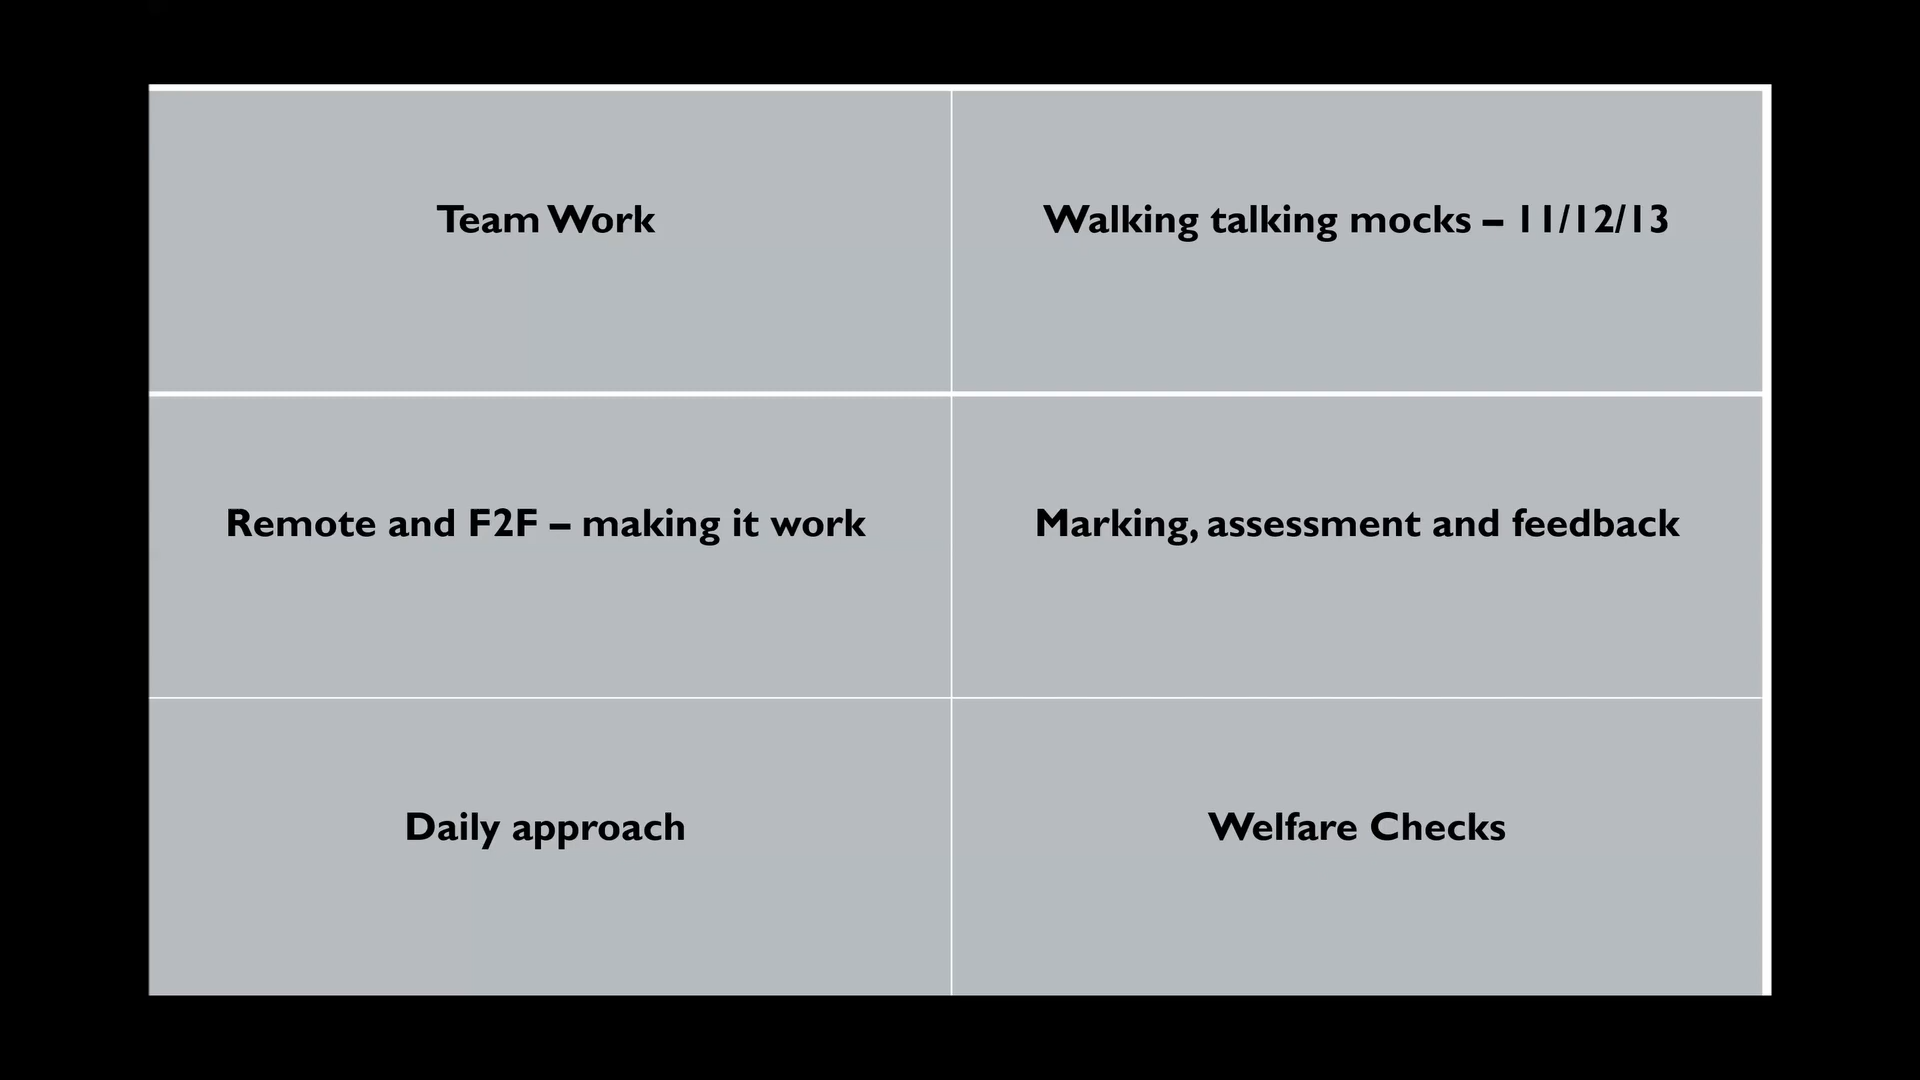 Team Work
Walking talking mocks – 11/12/13
Remote and F2F – making it work
Marking, assessment and feedback
Daily approach
Welfare Checks